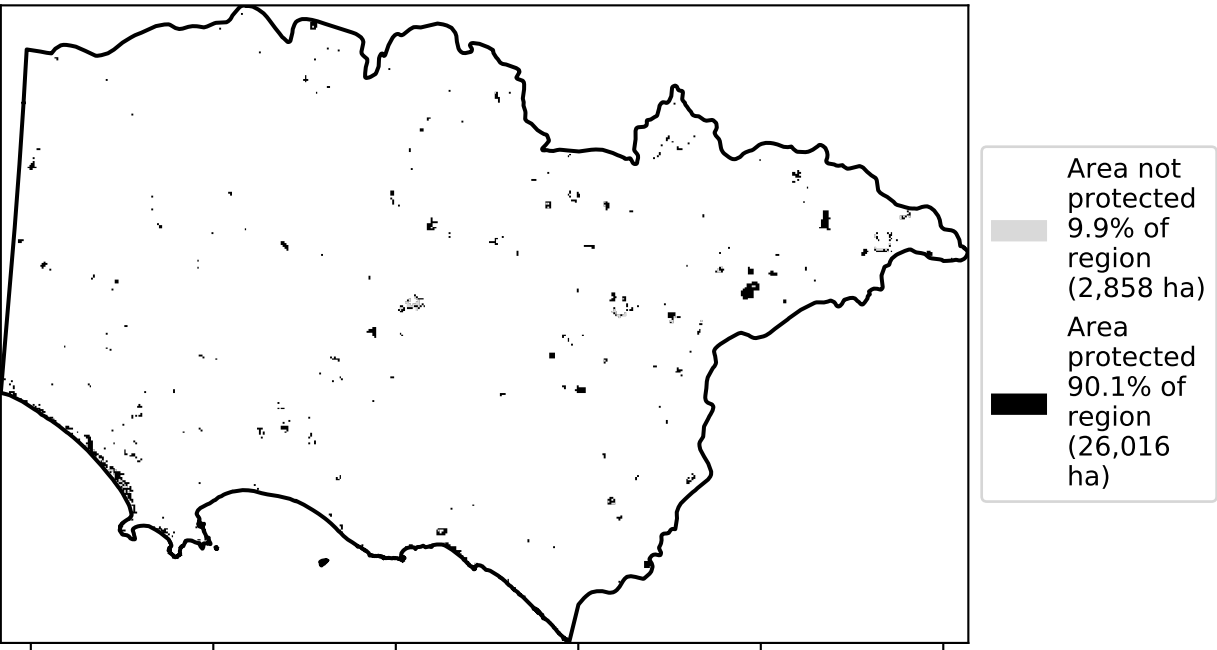 Area not
protected
9.9% of
region
(2,858 ha)
Area
protected
90.1% of
region
(26,016
ha)